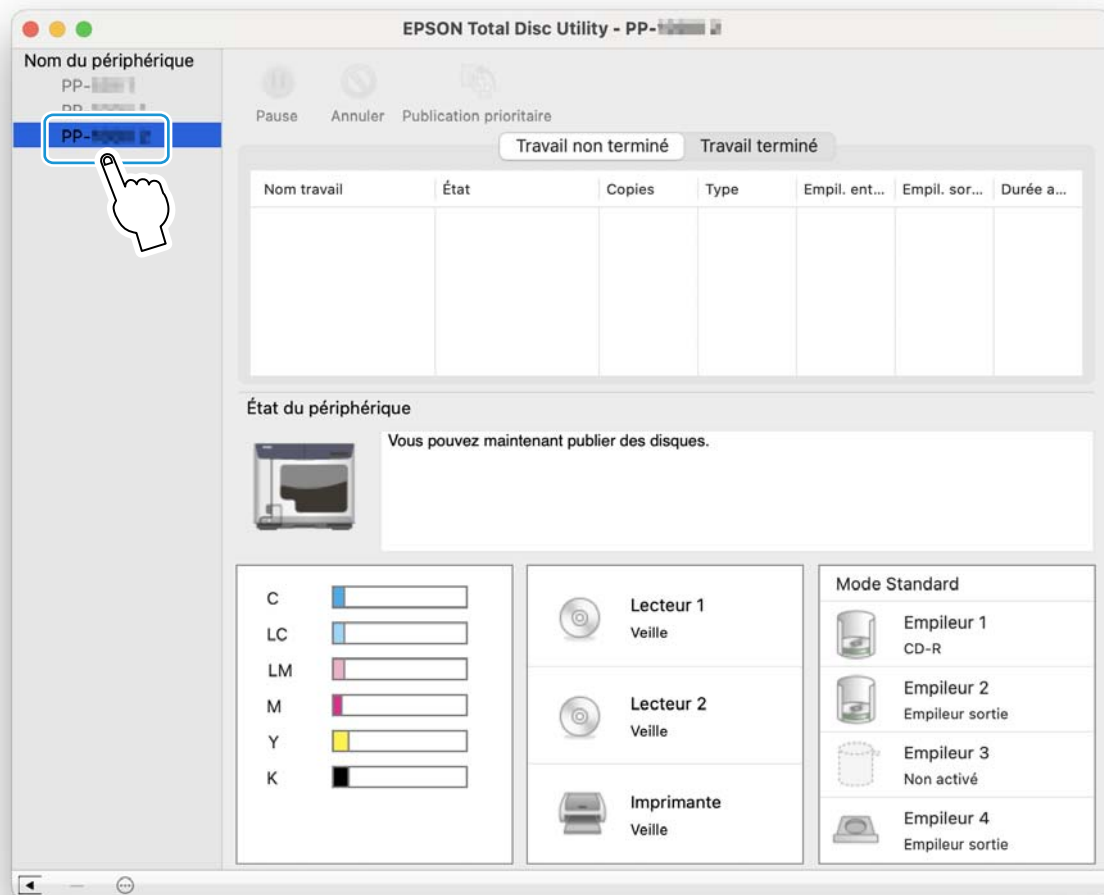 EPSON Total Disc Utility - PP-
Nom du périphérique
PP-
PP-
PP-
Pause Annuler Publication prioritaire
Travail non terminé Travail terminé
Nom travail État Copies Type Empil. ent... Empil. sor... Durée a...
État du périphérique
Vous pouvez maintenant publier des disques.
C
LC
LM
M
Y
K
Lecteur 1
Veille
Lecteur 2
Veille
Imprimante
Veille
Mode Standard
Empileur 1
CD-R
Empileur 2
Empileur sortie
Empileur 3
Non activé
Empileur 4
Empileur sortie